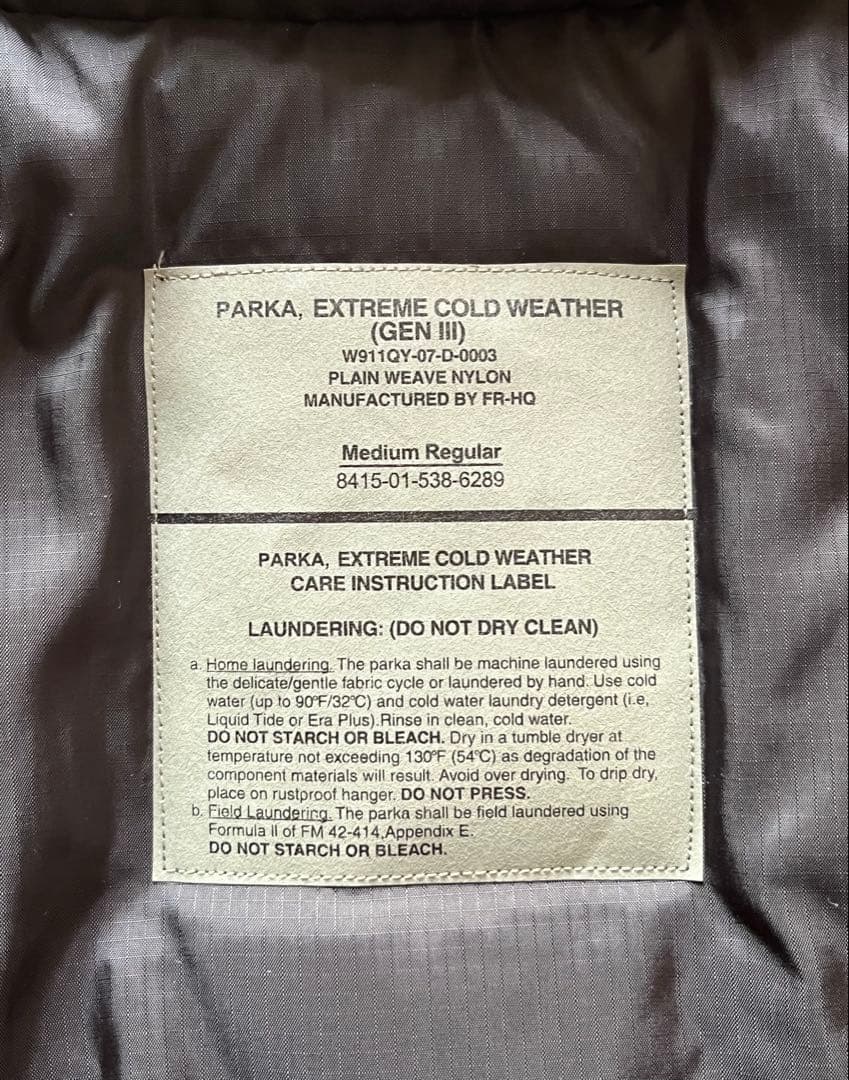 PARKA, EXTREME COLD WEATHER
(GEN III)
W911QY-07-D-0003
PLAIN WEAVE NYLON
MANUFACTURED BY FR-HQ
Medium Regular
8415-01-538-6289
PARKA, EXTREME COLD WEATHER
CARE INSTRUCTION LABEL
LAUNDERING: (DO NOT DRY CLEAN)
a. Home laundering. The parka shall be machine laundered using
the delicate/gentle fabric cycle or laundered by hand. Use cold
water (up to 90°F/32°C) and cold water laundry detergent (i.e,
Liquid Tide or Era Plus).Rinse in clean, cold water.
DO NOT STARCH OR BLEACH. Dry in a tumble dryer at
temperature not exceeding 130°F (54°C) as degradation of the
component materials will result. Avoid over drying. To drip dry,
place on rustproof hanger. DO NOT PRESS.
b. Field Laundering. The parka shall be field laundered using
Formula II of FM 42-414,Appendix E.
DO NOT STARCH OR BLEACH.